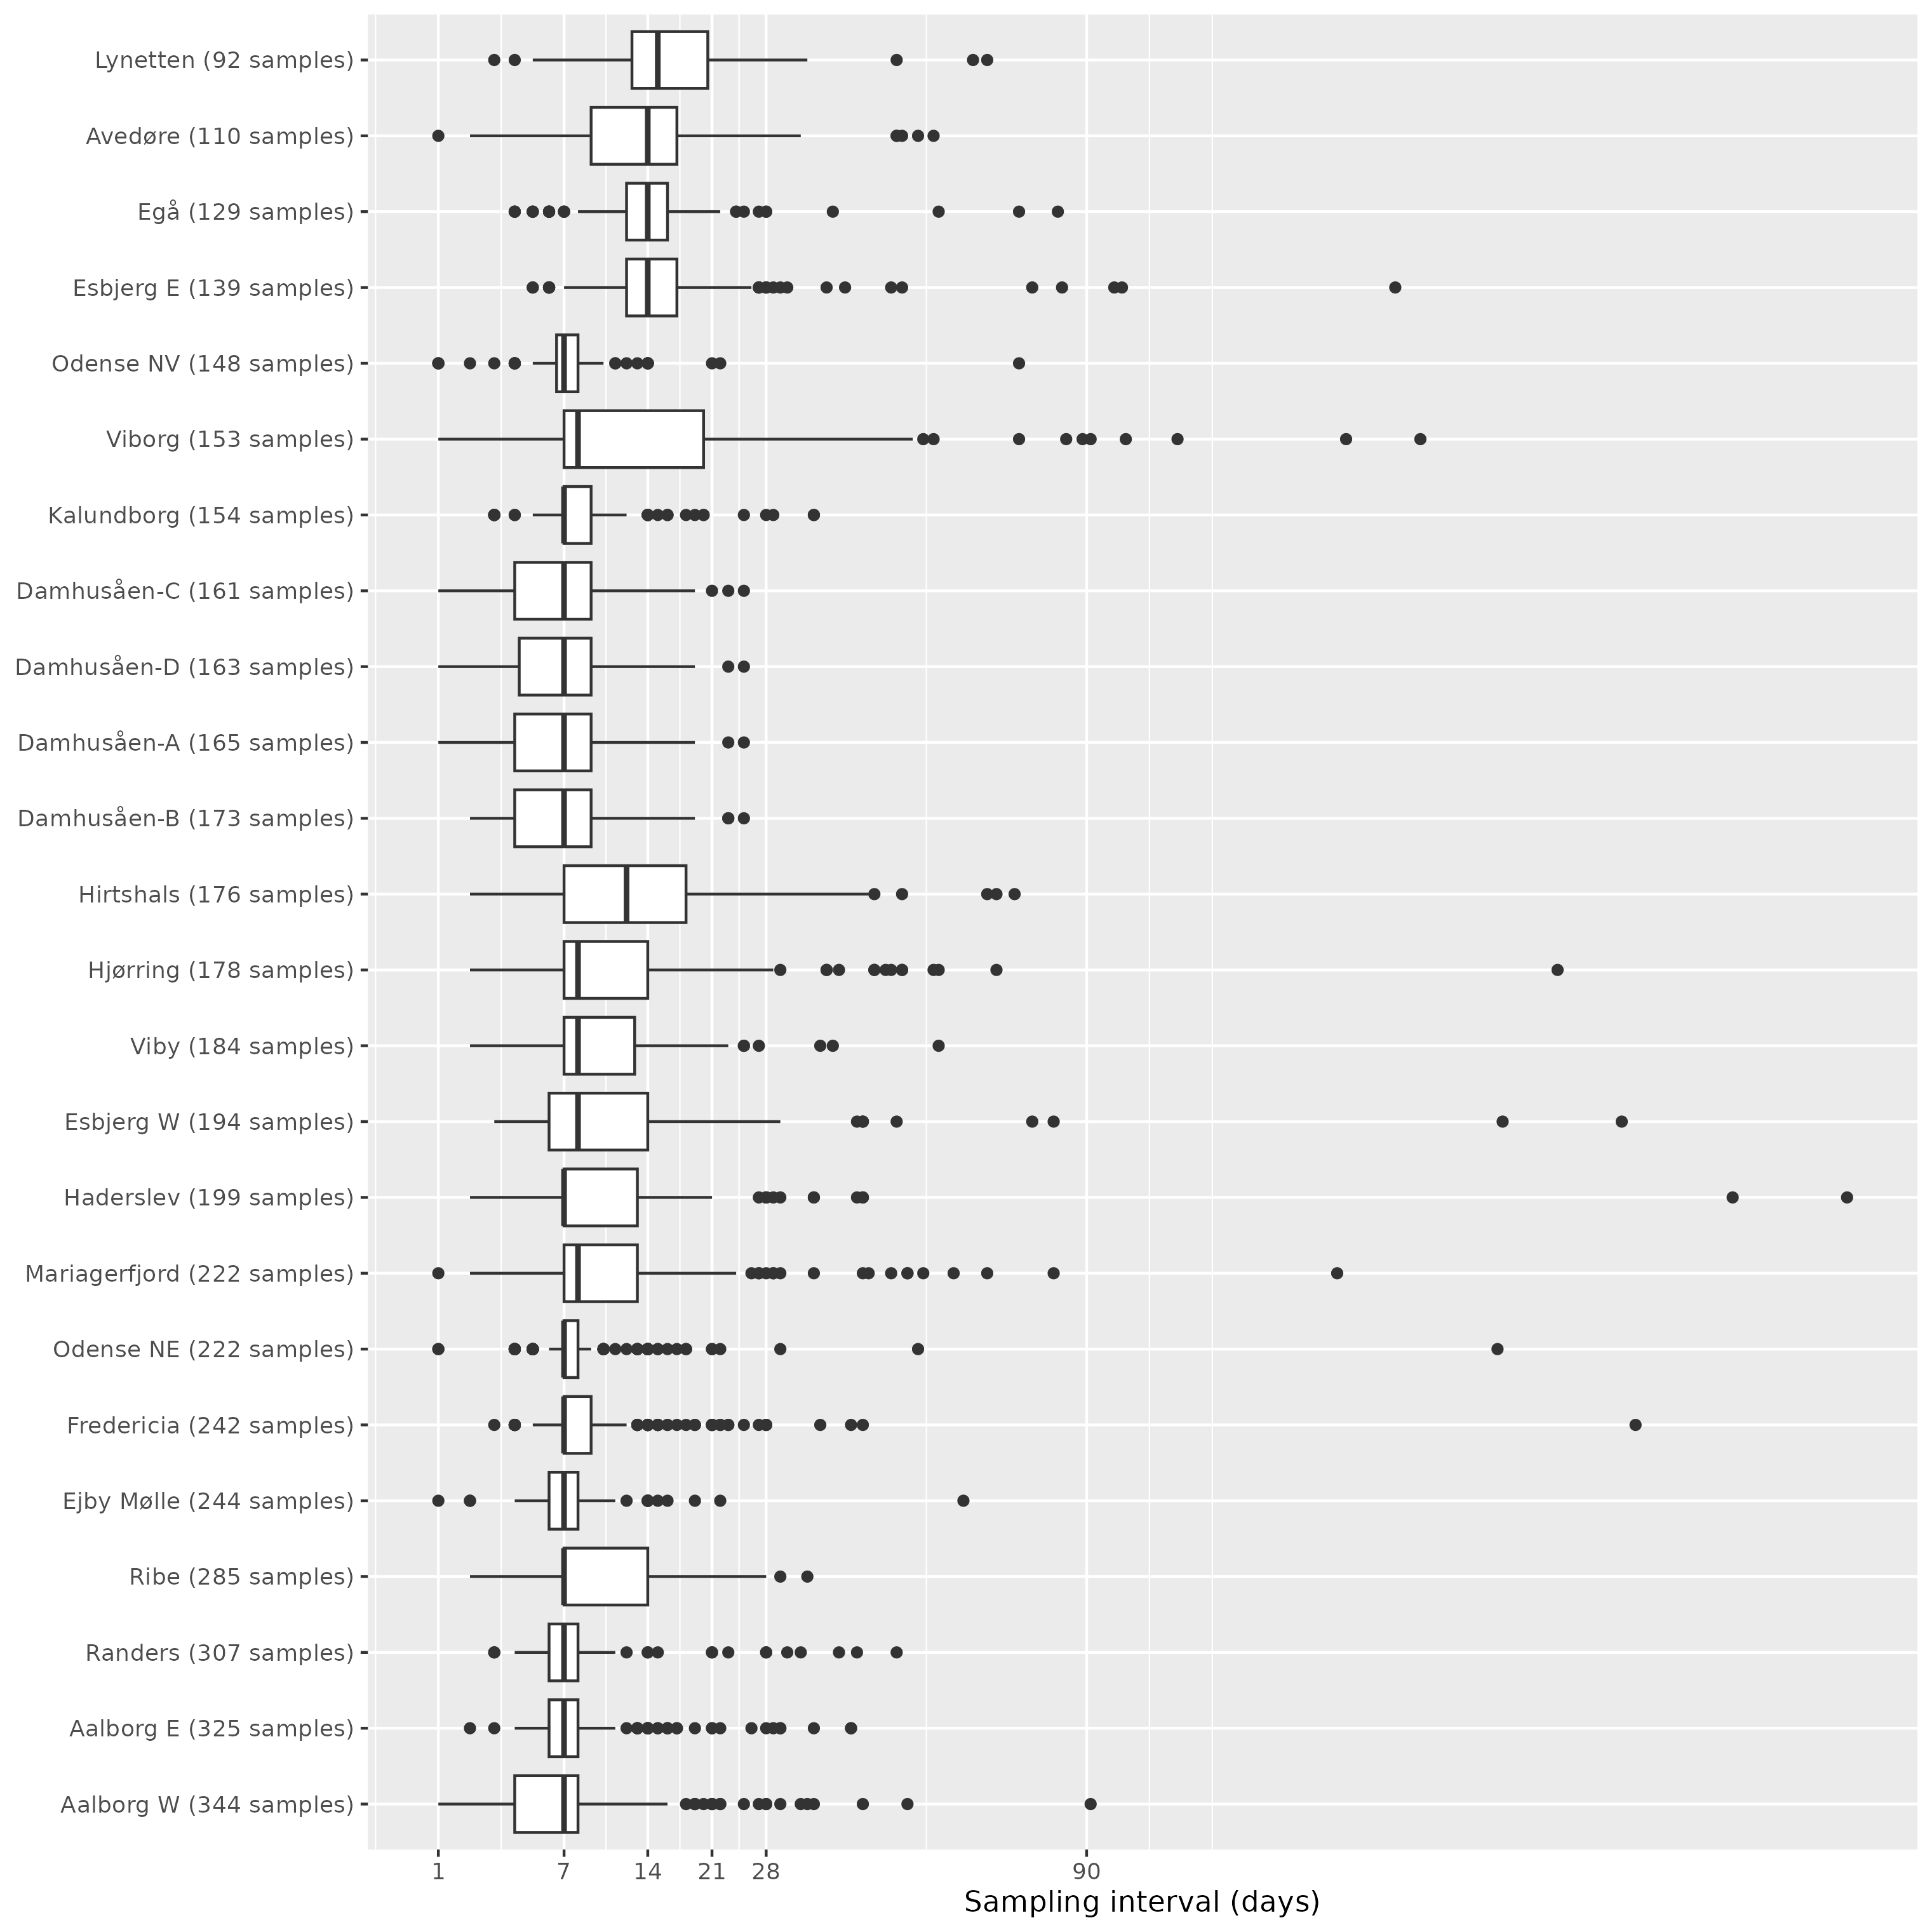 Lynetten (92 samples)
Avedøre (110 samples)
Egå (129 samples)
Esbjerg E (139 samples)
Odense NV (148 samples)
Viborg (153 samples)
Kalundborg (154 samples)
Damhusåen-C (161 samples)
Damhusåen-D (163 samples)
Damhusåen-A (165 samples)
Damhusåen-B (173 samples)
Hirtshals (176 samples)
Hjørring (178 samples)
Viby (184 samples)
Esbjerg W (194 samples)
Haderslev (199 samples)
Mariagerfjord (222 samples)
Odense NE (222 samples)
Fredericia (242 samples)
Ejby Mølle (244 samples)
Ribe (285 samples)
Randers (307 samples)
Aalborg E (325 samples)
Aalborg W (344 samples)
1 7 14 21 28 90
Sampling interval (days)